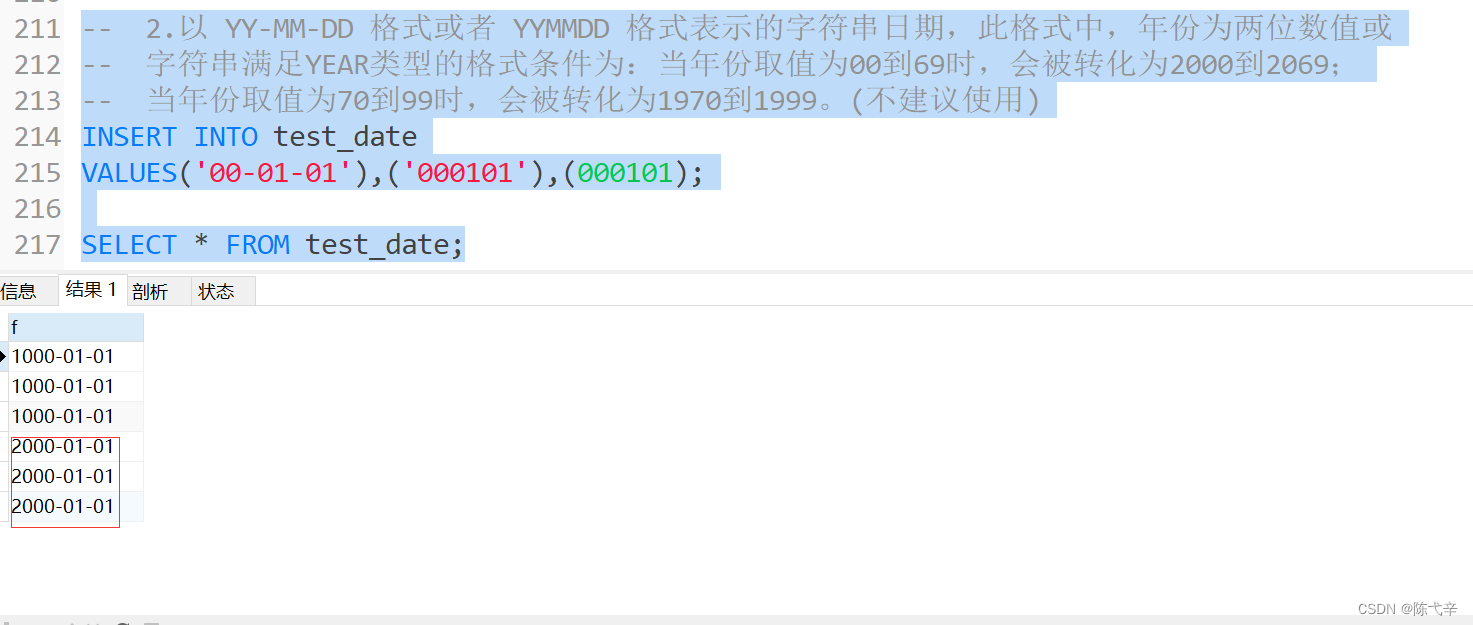 211 -- 2.以 YY-MM-DD 格式或者 YYMMDD 格式表示的字符串日期，此格式中，年份为两位数值或
212 -- 字符串满足YEAR类型的格式条件为：当年份取值为00到69时，会被转化为2000到2069；
213 -- 当年份取值为70到99时，会被转化为1970到1999。(不建议使用)
214 INSERT INTO test_date
215 VALUES('00-01-01'),('000101'),(000101);
216
217 SELECT * FROM test_date;
信息 结果 1 剖析 状态
f
1000-01-01
1000-01-01
1000-01-01
2000-01-01
2000-01-01
2000-01-01
CSDN @陈弋辛